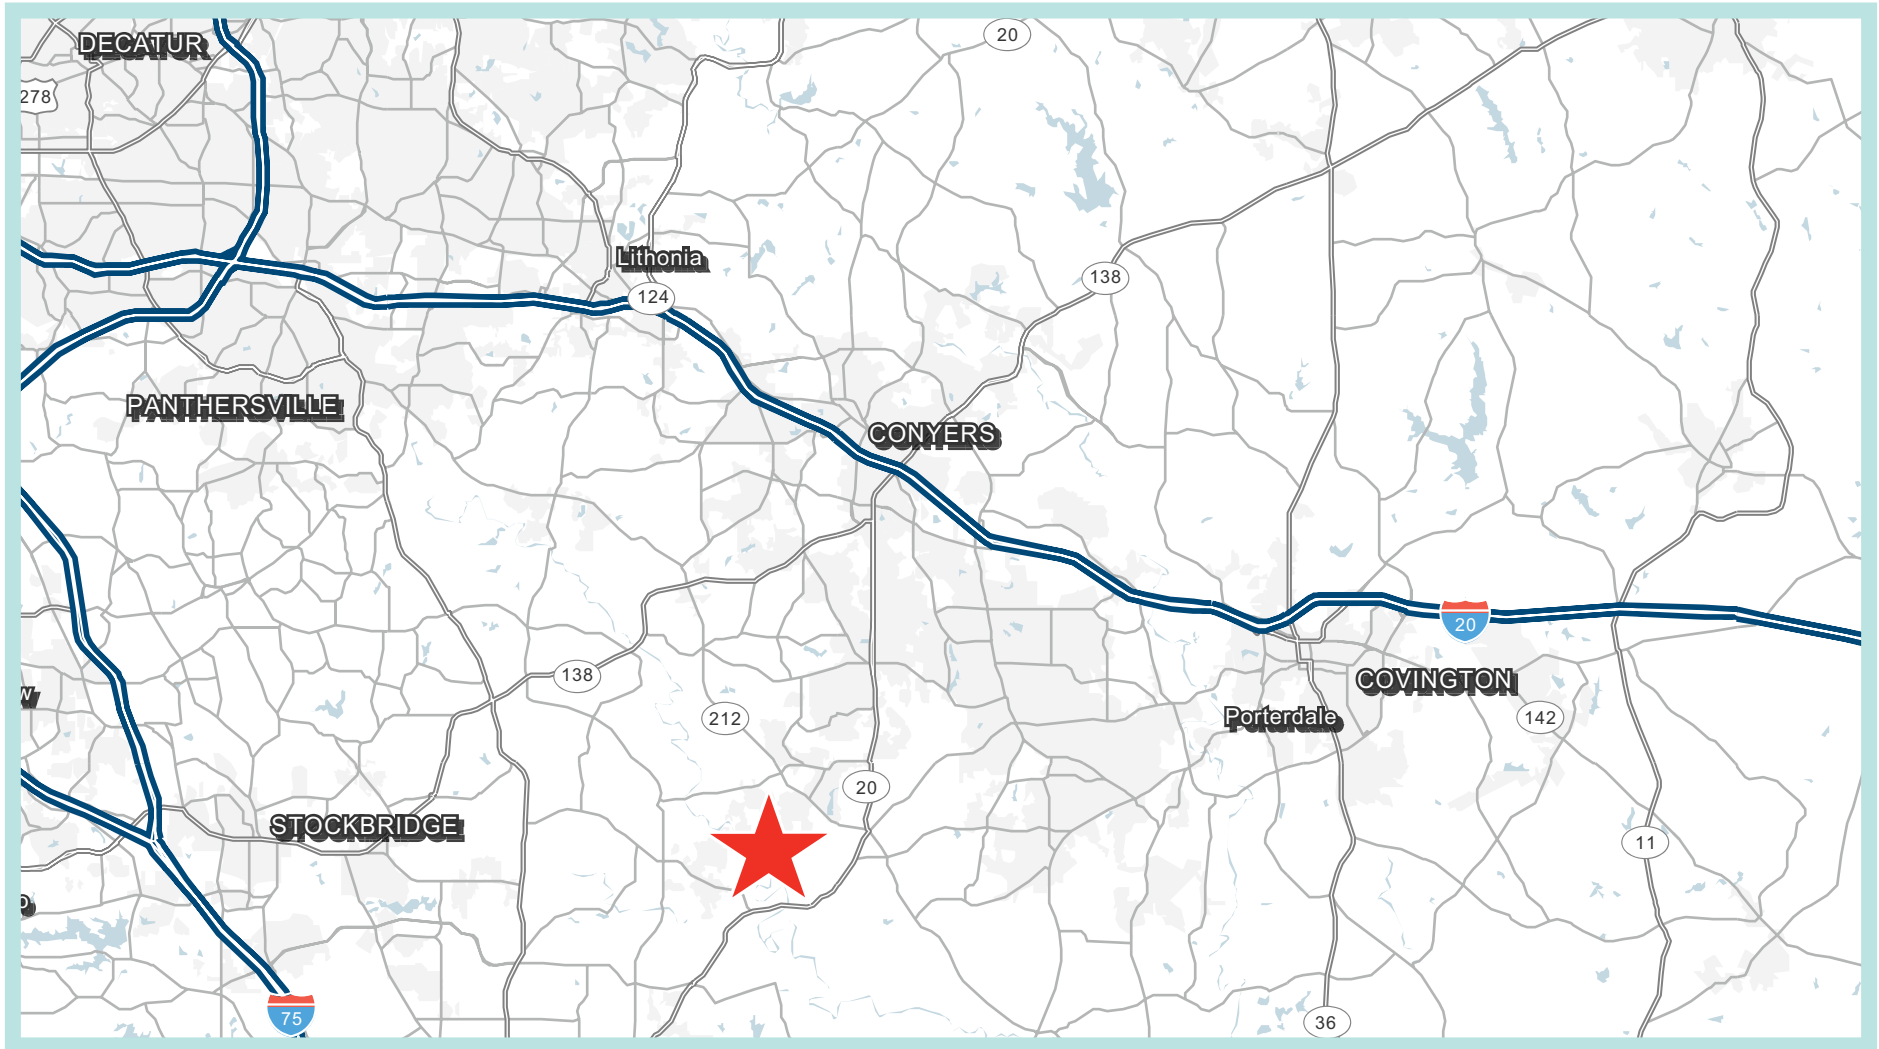 DECATUR
20
278
Lithonia
124
138
PANTHERSVILLE
CONYERS
20
138
COVINGTON
212
Porterdale
142
20
STOCKBRIDGE
11
75
36